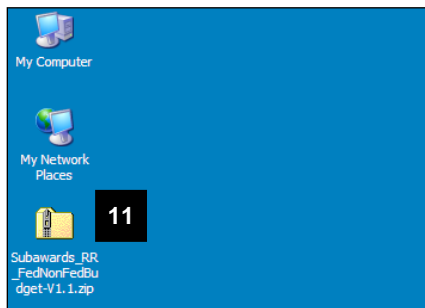 My Computer
My Network
Places
11
Subawards_RR
_FedNonFedBu
dget-V1.1.zip